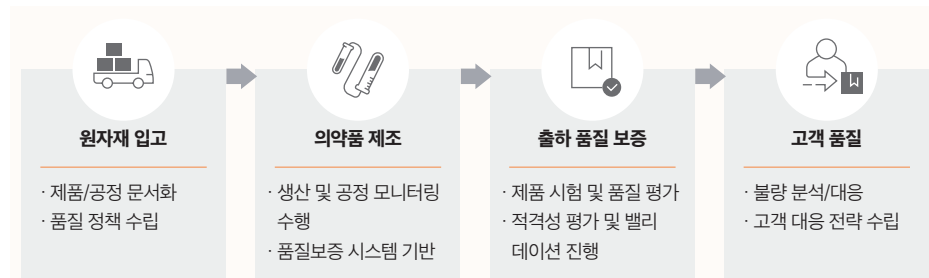 원자재 입고
· 제품/공정 문서화
· 품질 정책 수립
의약품 제조
· 생산 및 공정 모니터링
수행
· 품질보증 시스템 기반
출하 품질 보증
· 제품 시험 및 품질 평가
· 적격성 평가 및 밸리
데이션 진행
고객 품질
· 불량 분석/대응
· 고객 대응 전략 수립